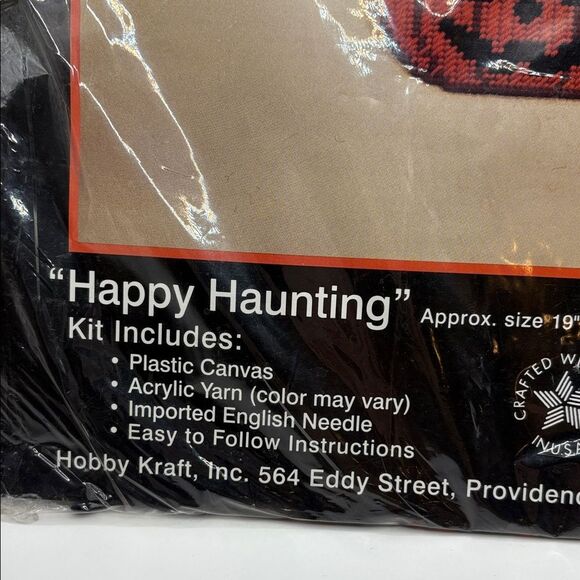 “Happy Haunting” Approx. size 19"
Kit Includes:
• Plastic Canvas
• Acrylic Yarn (color may vary)
• Imported English Needle
• Easy to Follow Instructions
Hobby Kraft, Inc. 564 Eddy Street, Providenc
CRAFTED WI